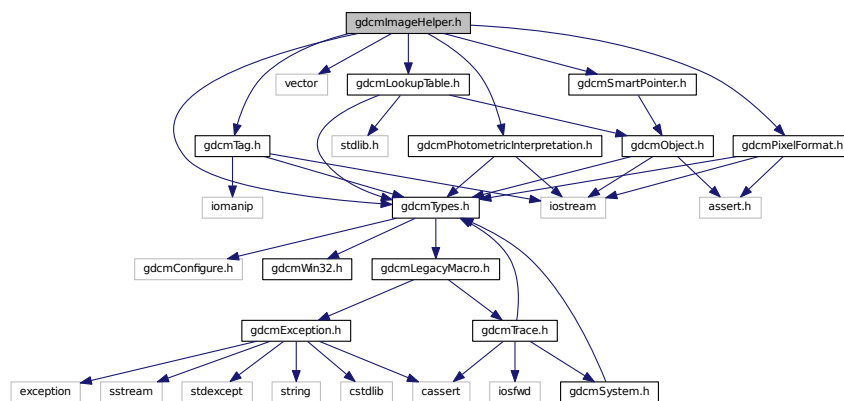 gdcmImageHelper.h
vector
gdcmLookupTable.h
gdcmSmartPointer.h
gdcmTag.h
stdlib.h
gdcmPhotometricInterpretation.h
gdcmObject.h
gdcmPixelFormat.h
iomanip
gdcmTypes.h
iostream
assert.h
gdcmConfigure.h
gdcmWin32.h
gdcmLegacyMacro.h
gdcmException.h
gdcmTrace.h
exception
sstream
stdexcept
string
cstdlib
cassert
iosfwd
gdcmSystem.h